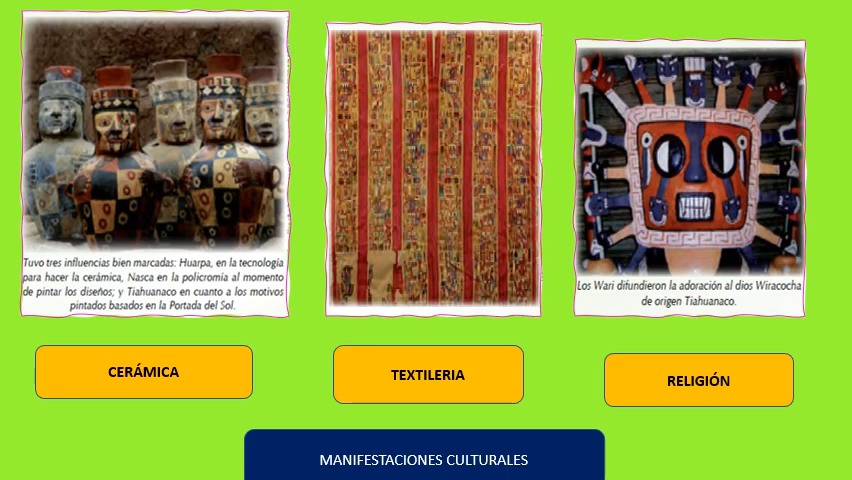 Tuvo tres influencias bien marcadas: Huarpa, en la tecnología
para hacer la cerámica, Nasca en la policromía al momento
de pintar los diseños; y Tiahuanaco en cuanto a los motivos
pintados basados en la Portada del Sol.
Los Wari difundieron la adoración al dios Wiracocha
de origen Tiahuanaco.
CERÁMICA
TEXTILERIA
RELIGIÓN
MANIFESTACIONES CULTURALES